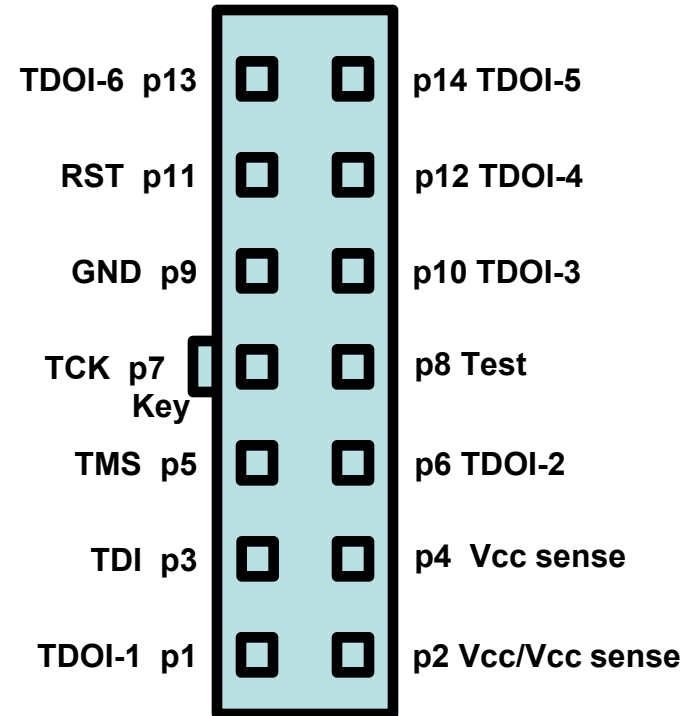 TDOI-6 p13 p14 TDOI-5
RST p11 p12 TDOI-4
GND p9 p10 TDOI-3
TCK p7 p8 Test
Key
TMS p5 p6 TDOI-2
TDI p3 p4 Vcc sense
TDOI-1 p1 p2 Vcc/Vcc sense